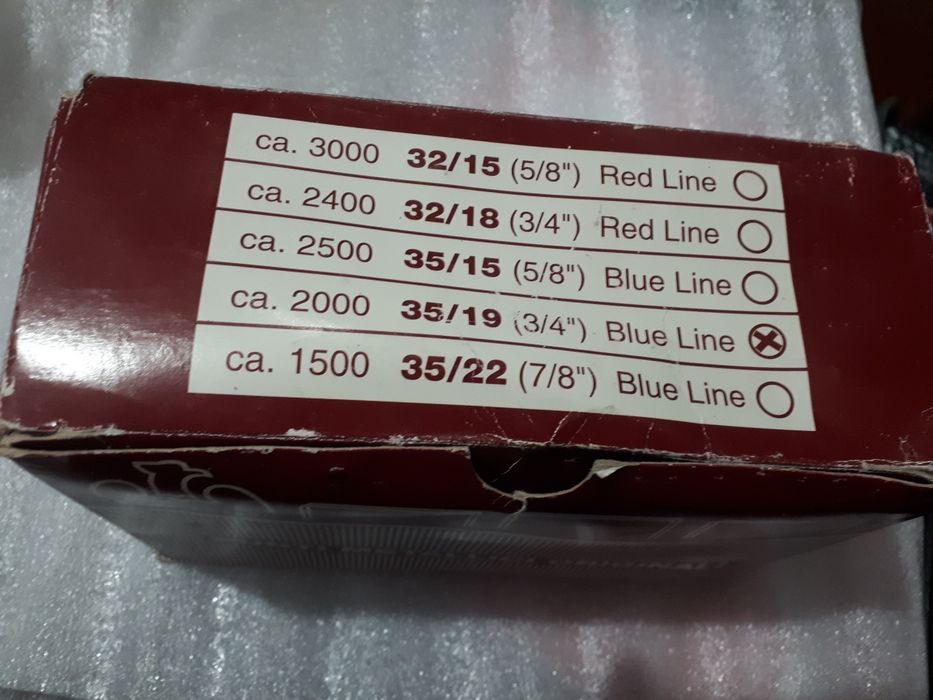 ca. 3000 32/15 (5/8") Red Line
ca. 2400 32/18 (3/4") Red Line
ca. 2500 35/15 (5/8") Blue Line
ca. 2000 35/19 (3/4") Blue Line
ca. 1500 35/22 (7/8") Blue Line